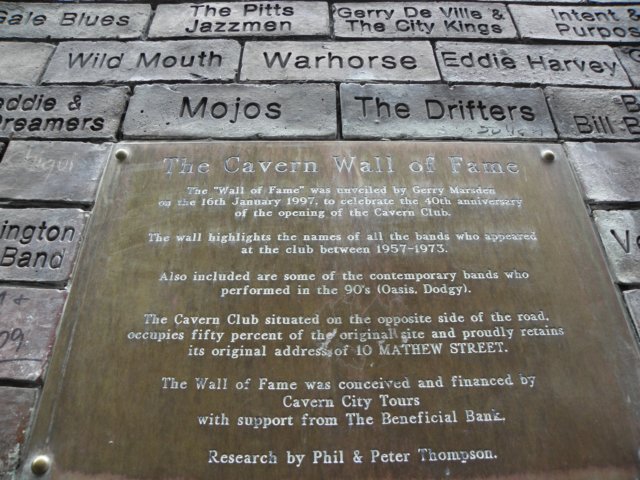 Gale Blues
The Pitts
Jazzmen
Gerry De Ville &
The City Kings
Intent &
Purpos
Wild Mouth
Warhorse
Eddie Harvey
ddie &
Dreamers
Mojos
The Drifters
Bill-B
ington
Band
The Cavern Wall of Fame
The "Wall of Fame" was unveiled by Gerry Marsden
on the 16th January 1997, to celebrate the 40th anniversary
of the opening of the Cavern Club.
The wall highlights the names of all the bands who appeared
at the club between 1957-1973.
Also included are some of the contemporary bands who
performed in the 90's (Oasis, Dodgy).
The Cavern Club situated on the opposite side of the road,
occupies fifty percent of the original site and proudly retains
its original address of 10 MATHEW STREET.
The Wall of Fame was conceived and financed by
Cavern City Tours
with support from The Beneficial Bank.
Research by Phil & Peter Thompson.